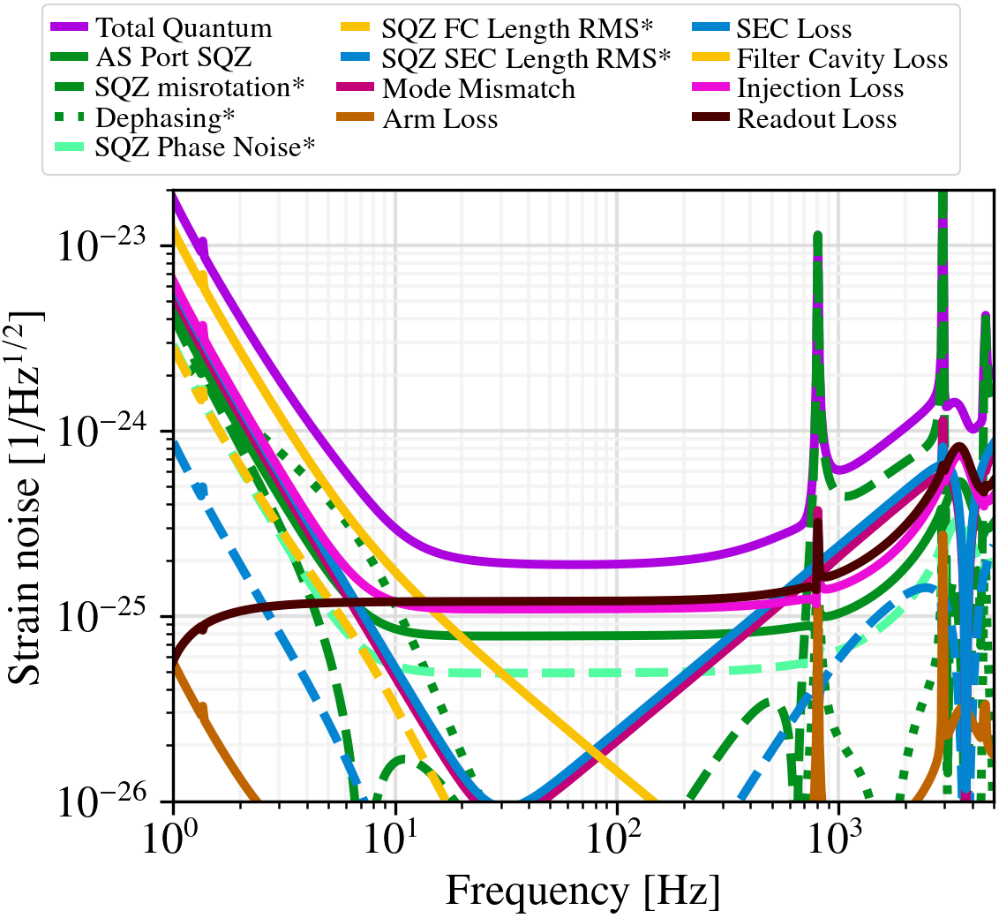 Total Quantum
AS Port SQZ
SQZ misrotation*
Dephasing*
SQZ Phase Noise*
SQZ FC Length RMS*
SQZ SEC Length RMS*
Mode Mismatch
Arm Loss
SEC Loss
Filter Cavity Loss
Injection Loss
Readout Loss
Strain noise [1/Hz^{1/2}]
10^{-23}
10^{-24}
10^{-25}
10^{-26}
10^0 10^1 10^2 10^3
Frequency [Hz]